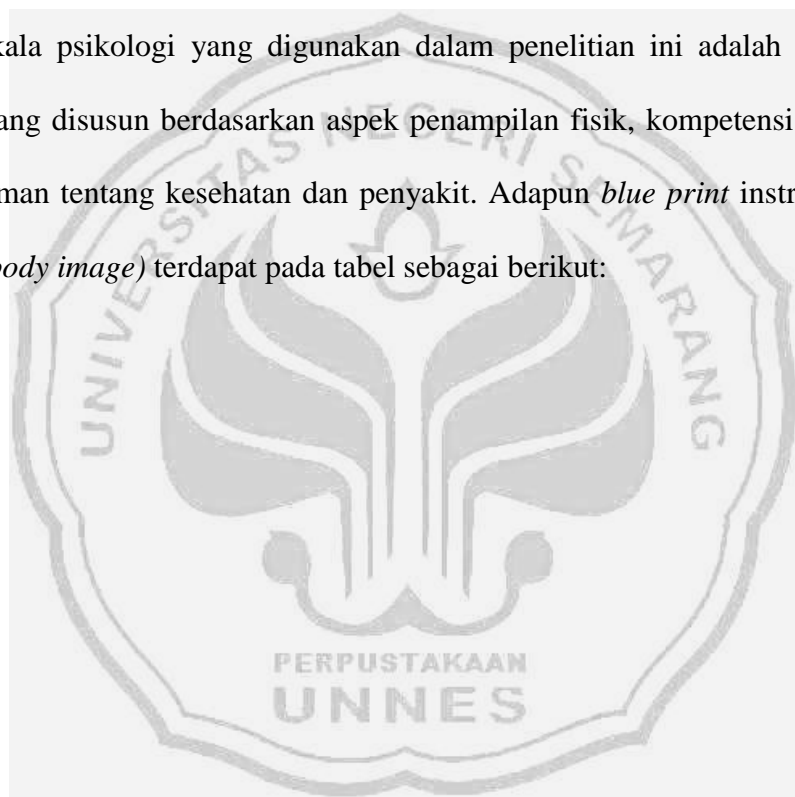 kala psikologi yang digunakan dalam penelitian ini adalah
ang disusun berdasarkan aspek penampilan fisik, kompetensi
man tentang kesehatan dan penyakit. Adapun blue print instr
body image) terdapat pada tabel sebagai berikut:
UNIVERSITAS NEGERI SEMARANG
PERPUSTAKAAN
UNNES